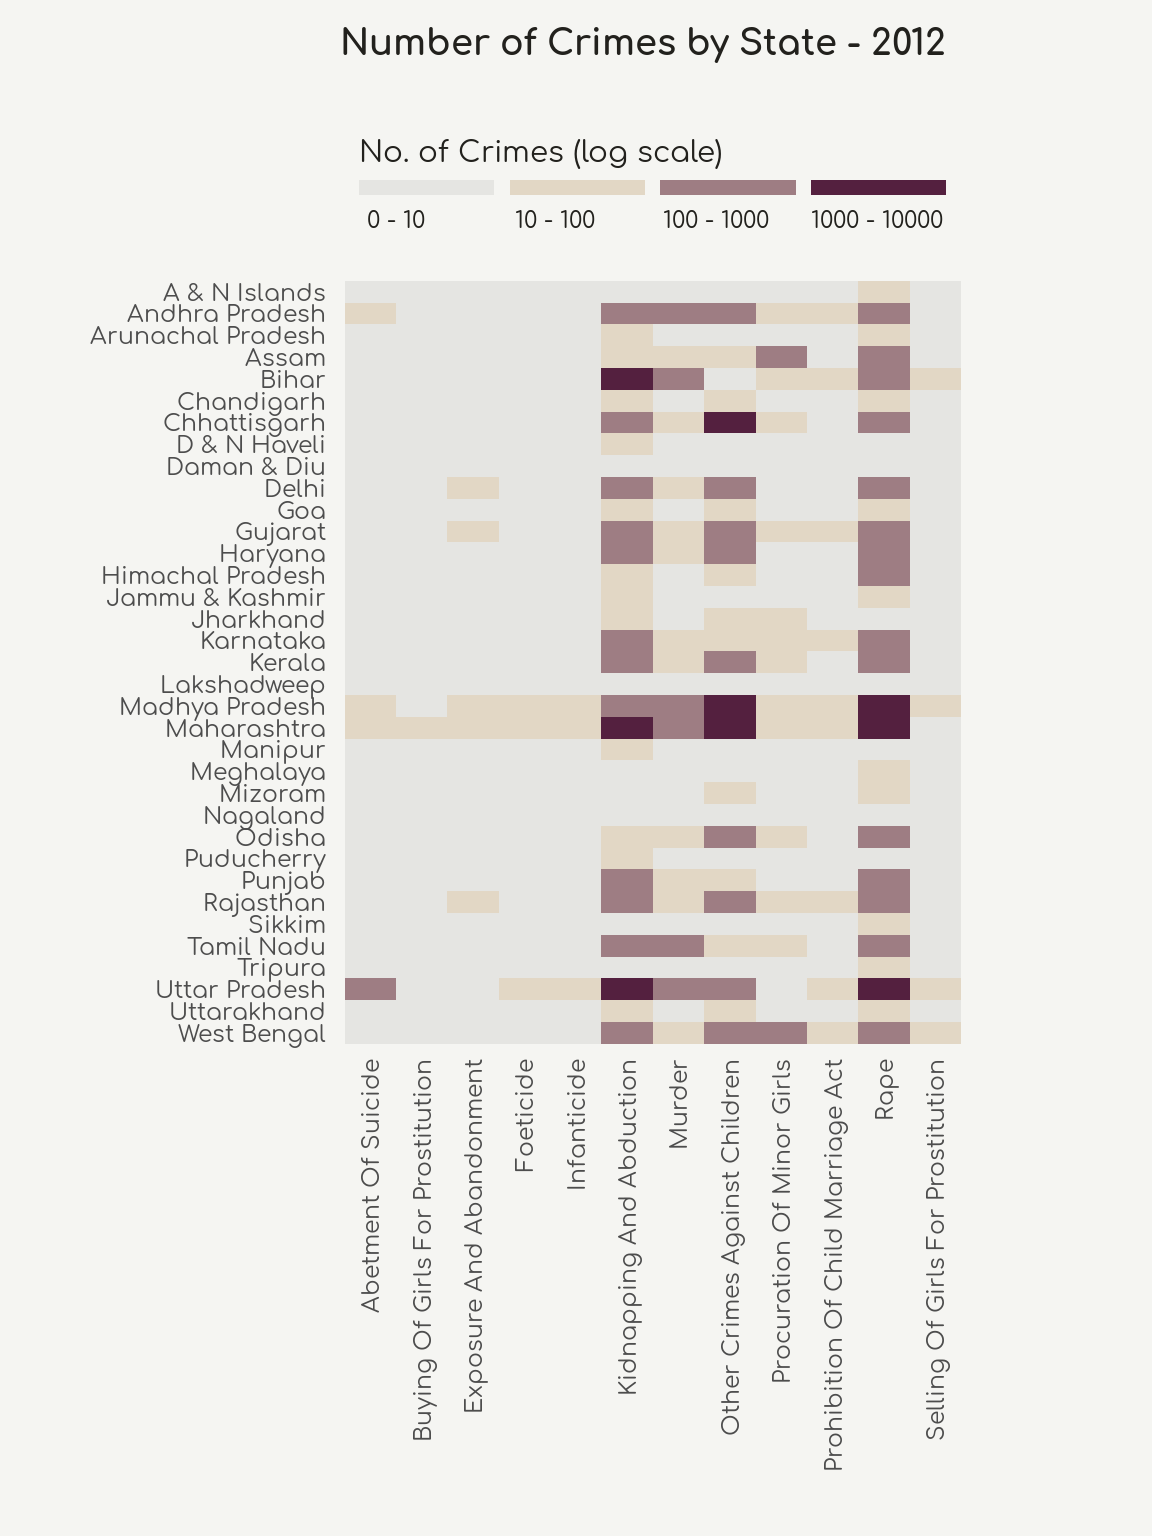 Number of Crimes by State - 2012
No. of Crimes (log scale)
0 - 10
10 - 100
100 - 1000
1000 - 10000
A & N Islands
Andhra Pradesh
Arunachal Pradesh
Assam
Bihar
Chandigarh
Chhattisgarh
D & N Haveli
Daman & Diu
Delhi
Goa
Gujarat
Haryana
Himachal Pradesh
Jammu & Kashmir
Jharkhand
Karnataka
Kerala
Lakshadweep
Madhya Pradesh
Maharashtra
Manipur
Meghalaya
Mizoram
Nagaland
Odisha
Puducherry
Punjab
Rajasthan
Sikkim
Tamil Nadu
Tripura
Uttar Pradesh
Uttarakhand
West Bengal
Abetment Of Suicide
Buying Of Girls For Prostitution
Exposure And Abandonment
Foeticide
Infanticide
Kidnapping And Abduction
Murder
Other Crimes Against Children
Procuration Of Minor Girls
Prohibition Of Child Marriage Act
Rape
Selling Of Girls For Prostitution